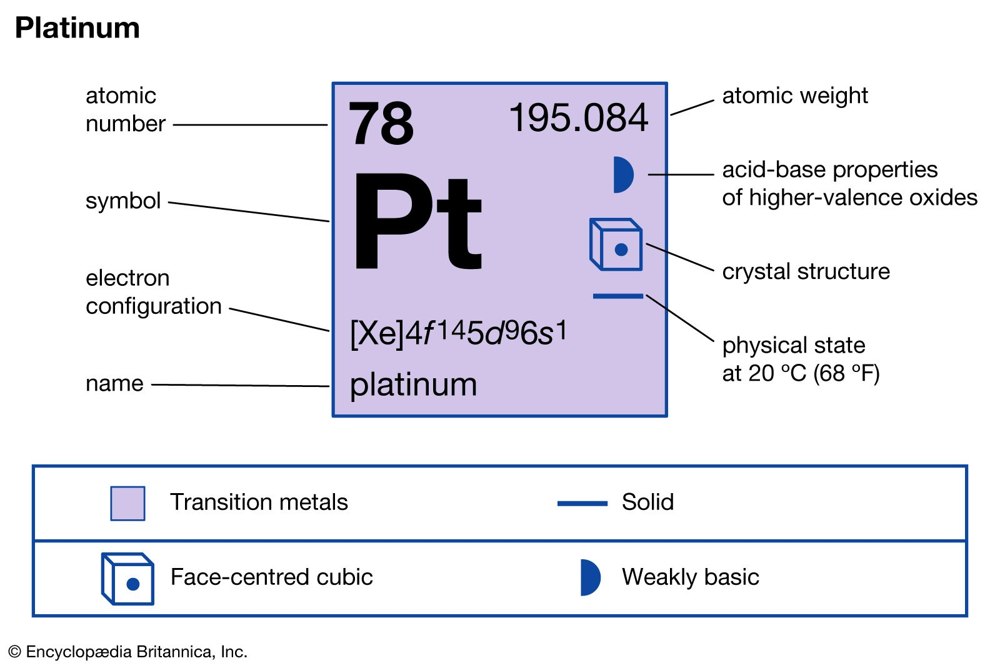 Platinum
atomic
number
78
195.084
atomic weight
symbol
Pt
acid-base properties
of higher-valence oxides
crystal structure
electron
configuration
[Xe]4f¹⁴5d⁹6s¹
physical state
at 20 ºC (68 ºF)
name
platinum
Transition metals
Solid
Face-centred cubic
Weakly basic
© Encyclopædia Britannica, Inc.